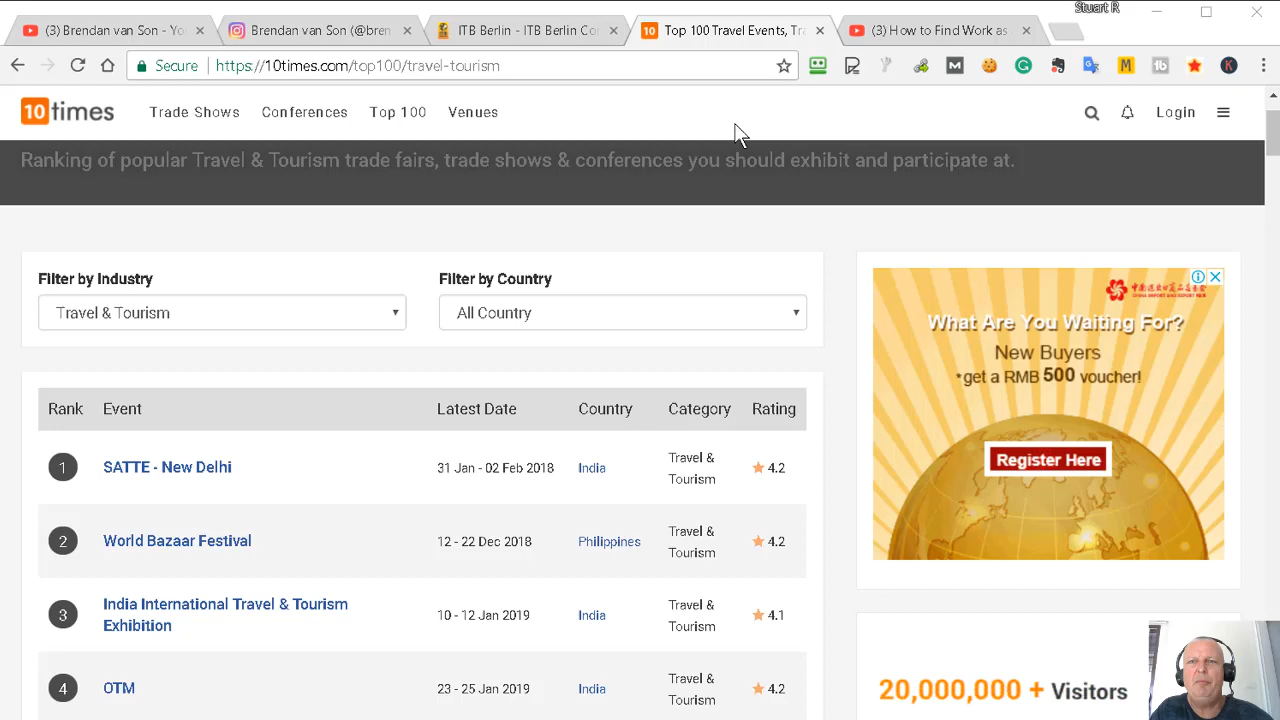 Stuart R
(3) Brendan van Son - Yo
Brendan van Son (@bren
ITB Berlin - ITB Berlin Co
10 Top 100 Travel Events, Tr
(3) How to Find Work as
Secure https://10times.com/top100/travel-tourism
10times Trade Shows Conferences Top 100 Venues Login
Ranking of popular Travel & Tourism trade fairs, trade shows & conferences you should exhibit and participate at.
Filter by Industry Filter by Country
Travel & Tourism All Country
Rank Event Latest Date Country Category Rating
1 SATTE - New Delhi 31 Jan - 02 Feb 2018 India Travel & Tourism 4.2
2 World Bazaar Festival 12 - 22 Dec 2018 Philippines Travel & Tourism 4.2
3 India International Travel & Tourism Exhibition 10 - 12 Jan 2019 India Travel & Tourism 4.1
4 OTM 23 - 25 Jan 2019 India Travel & Tourism 4.2
What Are You Waiting For?
New Buyers
*get a RMB 500 voucher!
Register Here
20,000,000 + Visitors